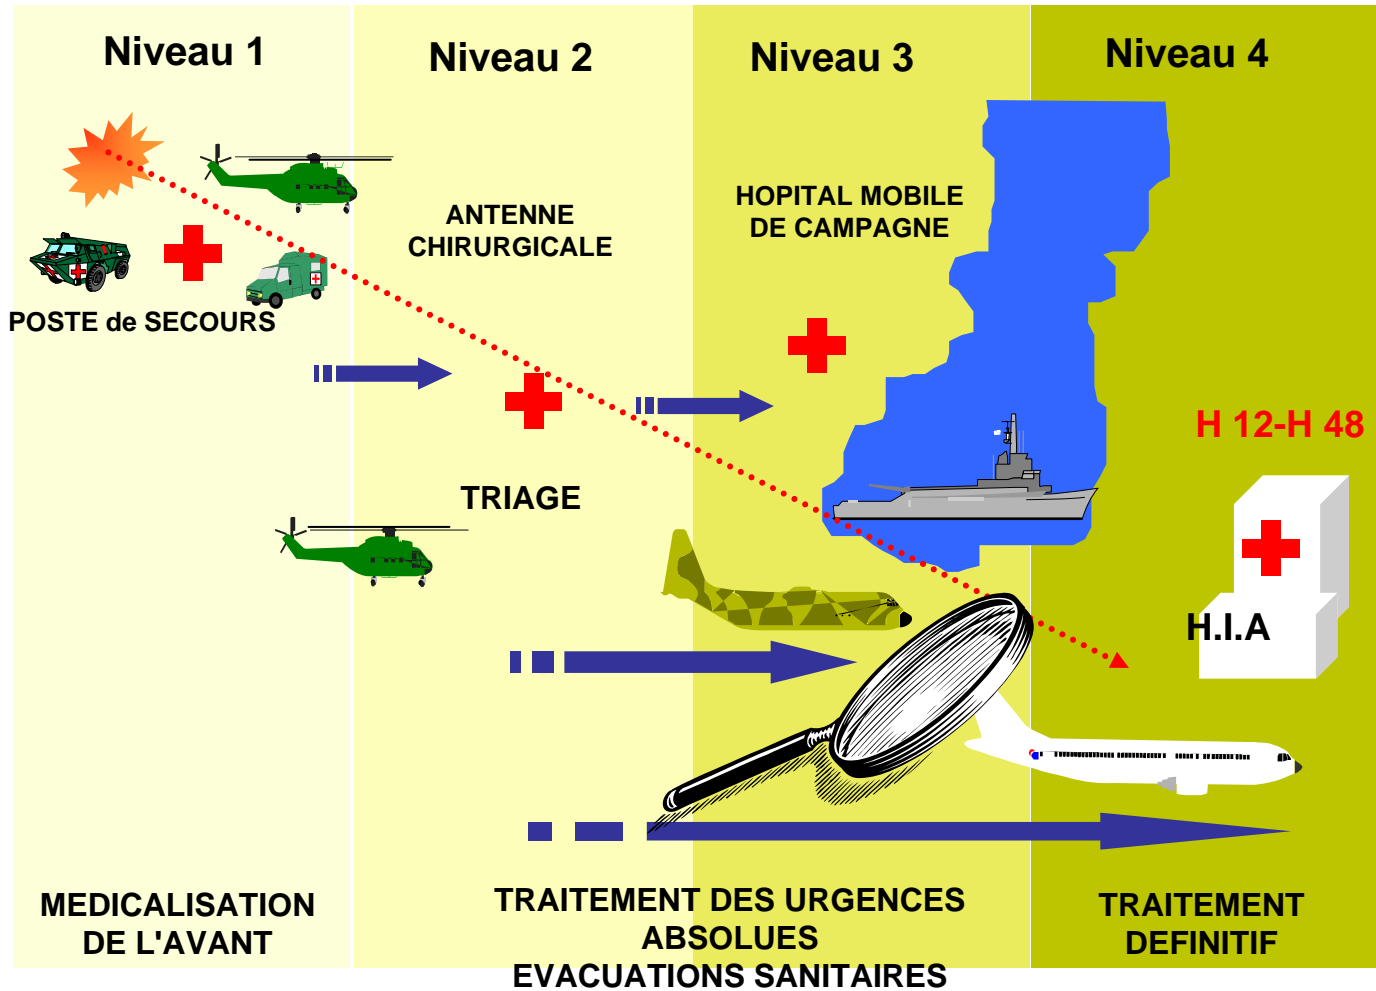 Niveau 1
Niveau 2
Niveau 3
Niveau 4
ANTENNE
CHIRURGICALE
HOPITAL MOBILE
DE CAMPAGNE
POSTE de SECOURS
H 12-H 48
TRIAGE
H.I.A
MEDICALISATION
DE L'AVANT
TRAITEMENT DES URGENCES
ABSOLUES
EVACUATIONS SANITAIRES
TRAITEMENT
DEFINITIF